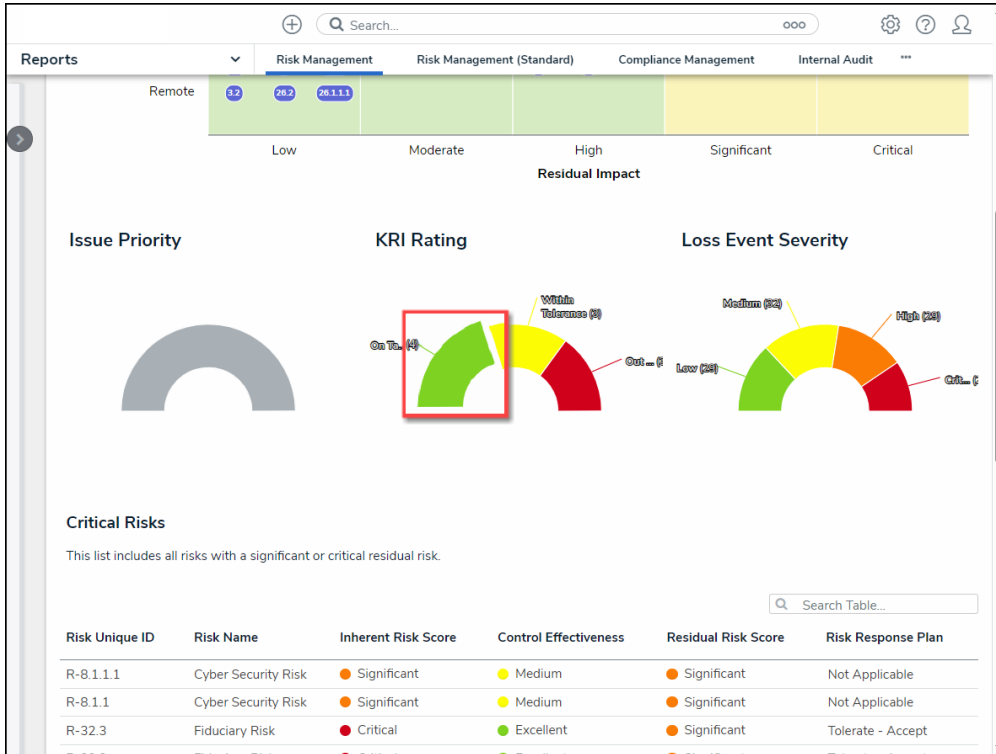 Search...
Reports
Risk Management
Risk Management (Standard)
Compliance Management
Internal Audit
Remote
3.2
26.2
26.1.1.1
Low
Moderate
High
Significant
Critical
Residual Impact
Issue Priority
KRI Rating
Loss Event Severity
Within
Tolerance (3)
On Ta... (4)
Out ...
Medium (32)
High (29)
Low (29)
Crit...
Critical Risks
This list includes all risks with a significant or critical residual risk.
Search Table...
Risk Unique ID Risk Name Inherent Risk Score Control Effectiveness Residual Risk Score Risk Response Plan
R-8.1.1.1 Cyber Security Risk Significant Medium Significant Not Applicable
R-8.1.1 Cyber Security Risk Significant Medium Significant Not Applicable
R-32.3 Fiduciary Risk Critical Excellent Significant Tolerate - Accept